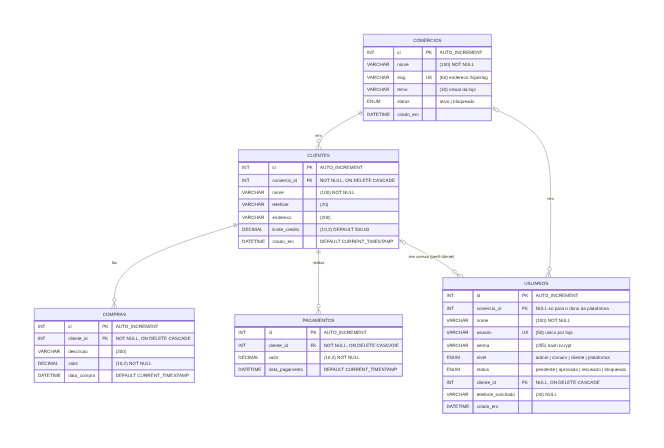 COMERCIOS
INT id PK AUTO_INCREMENT
VARCHAR nome (100) NOT NULL
VARCHAR slug UK (60) endereco /loja/slug
VARCHAR tema (30) visual da loja
ENUM status ativo | bloqueado
DATETIME criado_em
tem
CLIENTES
INT id PK AUTO_INCREMENT
INT comercio_id FK NOT NULL, ON DELETE CASCADE
VARCHAR nome (100) NOT NULL
VARCHAR telefone (20)
VARCHAR endereco (200)
DECIMAL limite_credito (10,2) DEFAULT 500.00
DATETIME criado_em DEFAULT CURRENT_TIMESTAMP
tem
faz
realiza
tem acesso (perfil cliente)
COMPRAS
INT id PK AUTO_INCREMENT
INT cliente_id FK NOT NULL, ON DELETE CASCADE
VARCHAR descricao (200)
DECIMAL valor (10,2) NOT NULL
DATETIME data_compra DEFAULT CURRENT_TIMESTAMP
PAGAMENTOS
INT id PK AUTO_INCREMENT
INT cliente_id FK NOT NULL, ON DELETE CASCADE
DECIMAL valor (10,2) NOT NULL
DATETIME data_pagamento DEFAULT CURRENT_TIMESTAMP
USUARIOS
INT id PK AUTO_INCREMENT
INT comercio_id FK NULL so para o dono da plataforma
VARCHAR nome (100) NOT NULL
VARCHAR usuario UK (50) unico por loja
VARCHAR senha (255) hash bcrypt
ENUM nivel admin | comum | cliente | plataforma
ENUM status pendente | aprovado | recusado | bloqueado
INT cliente_id FK NULL, ON DELETE CASCADE
VARCHAR telefone_solicitado (20) NULL
DATETIME criado_em